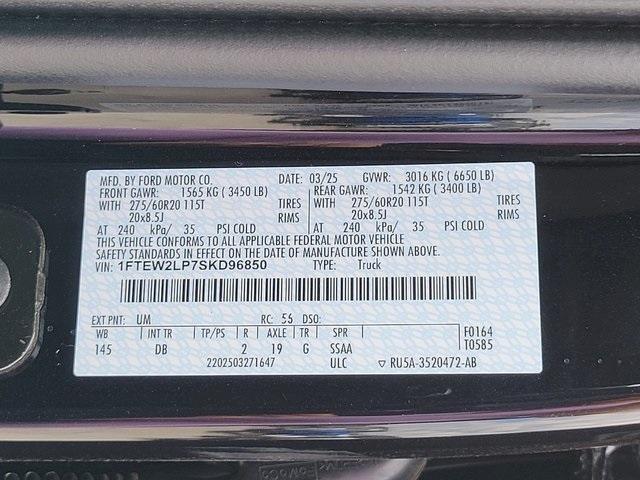 MFD. BY FORD MOTOR CO. DATE: 03/25 GVWR: 3016 KG ( 6650 LB)
FRONT GAWR: 1565 KG ( 3450 LB) REAR GAWR: 1542 KG ( 3400 LB)
WITH 275/60R20 115T TIRES WITH 275/60R20 115T TIRES
20x8.5J RIMS 20x8.5J RIMS
AT 240 kPa/ 35 PSI COLD AT 240 kPa/ 35 PSI COLD
THIS VEHICLE CONFORMS TO ALL APPLICABLE FEDERAL MOTOR VEHICLE
SAFETY STANDARDS IN EFFECT ON THE DATE OF MANUFACTURE SHOWN ABOVE.
VIN: 1FTEW2LP7SKD96850 TYPE: Truck
EXT PNT: UM RC: 56 DSO:
WB INT TR TP/PS R AXLE TR SPR F0164
145 DB 2 19 G SSAA T0585
2202503271647 ULC ▽ RU5A-3520472-AB
FoMoCo